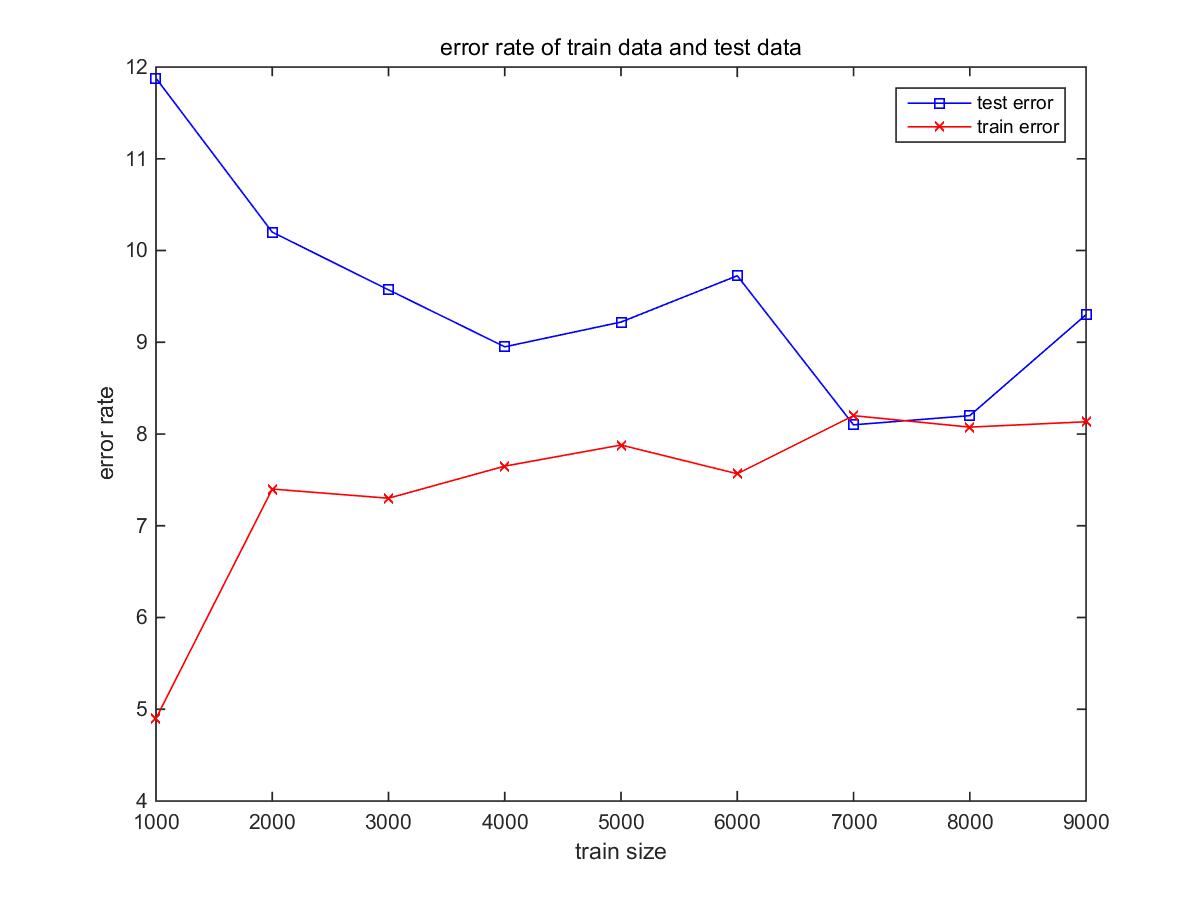 error rate of train data and test data
test error
train error
error rate
12
11
10
9
8
7
6
5
4
1000 2000 3000 4000 5000 6000 7000 8000 9000
train size